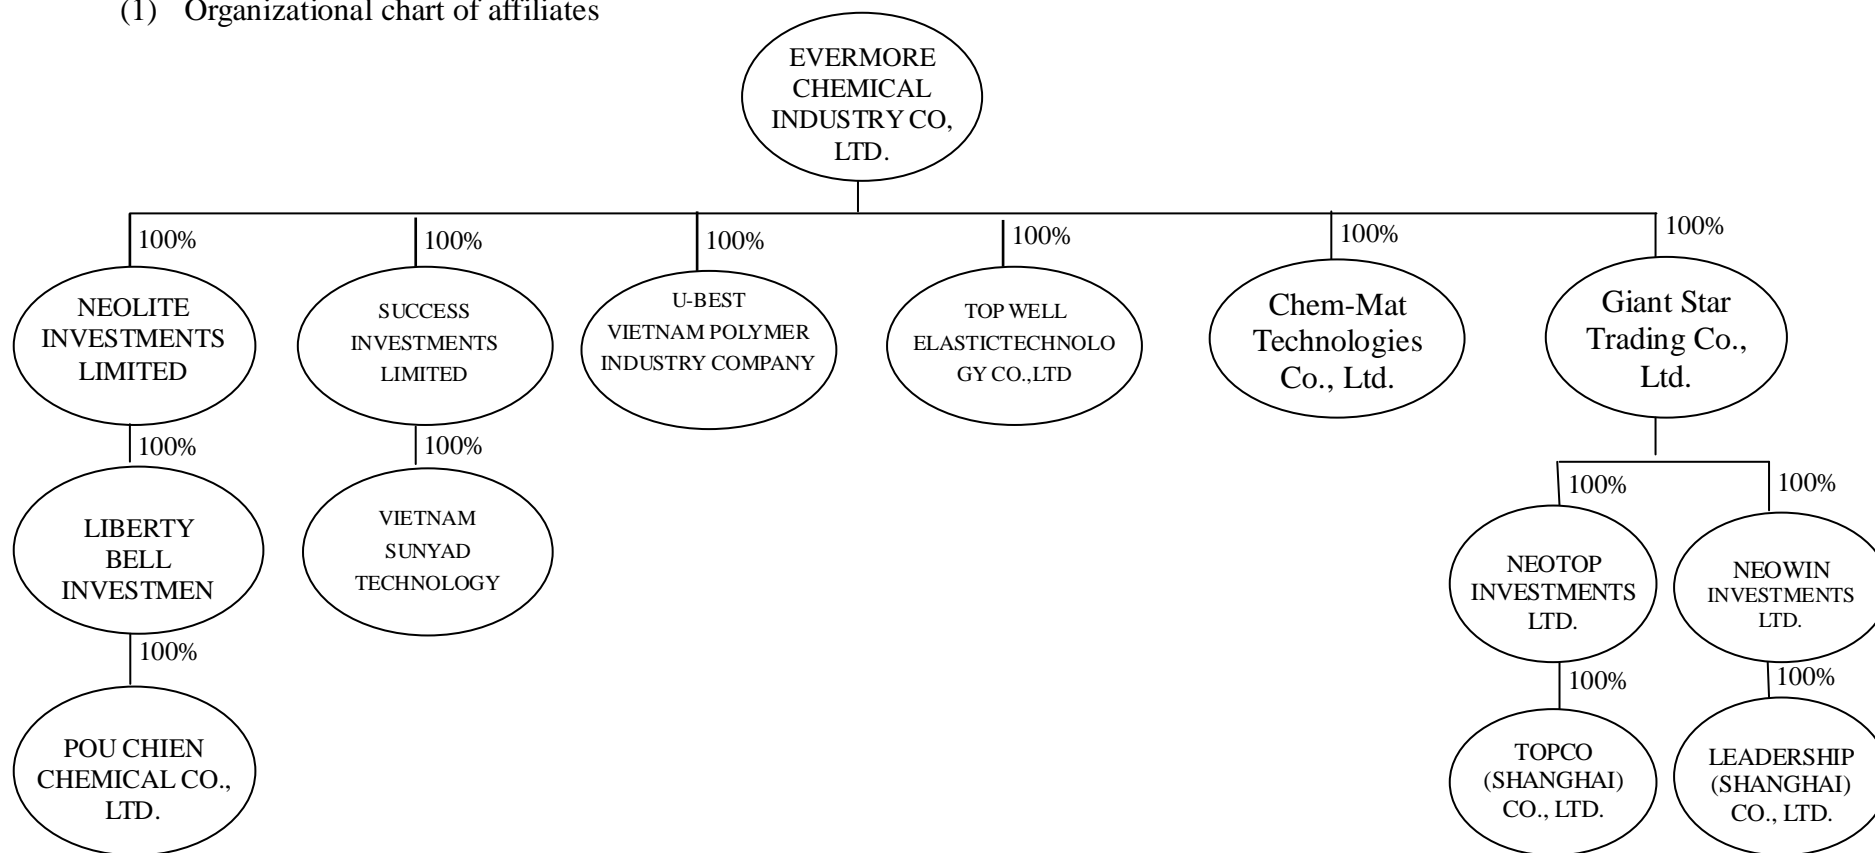 (1) Organizational chart of affiliates
EVERMORE
CHEMICAL
INDUSTRY CO,
LTD.
100%
100%
100%
100%
100%
100%
NEOLITE
INVESTMENTS
LIMITED
SUCCESS
INVESTMENTS
LIMITED
U-BEST
VIETNAM POLYMER
INDUSTRY COMPANY
TOP WELL
ELASTICTECHNOLO
GY CO.,LTD
Chem-Mat
Technologies
Co., Ltd.
Giant Star
Trading Co.,
Ltd.
100%
100%
100%
100%
LIBERTY
BELL
INVESTMEN
VIETNAM
SUNYAD
TECHNOLOGY
NEOTOP
INVESTMENTS
LTD.
NEOWIN
INVESTMENTS
LTD.
100%
100%
100%
POU CHIEN
CHEMICAL CO.,
LTD.
TOPCO
(SHANGHAI)
CO., LTD.
LEADERSHIP
(SHANGHAI)
CO., LTD.